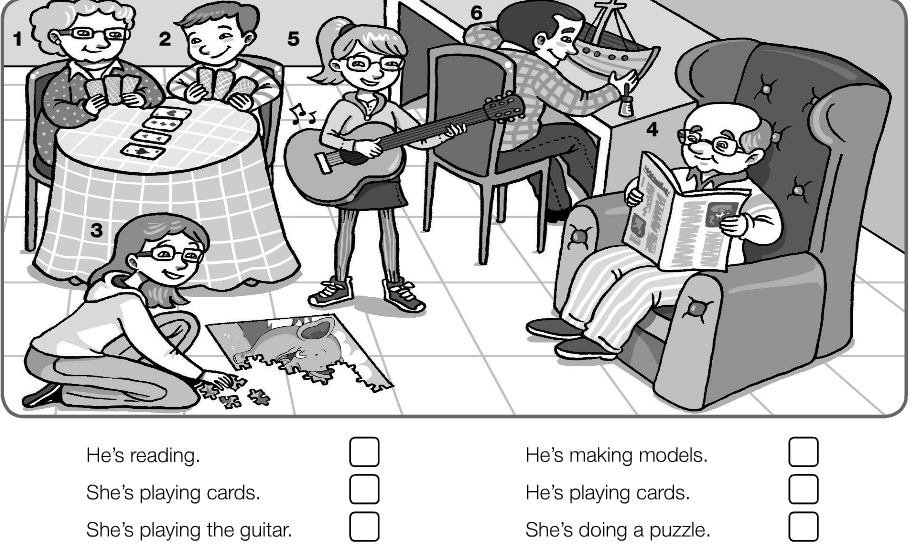 1
2
5
6
4
3
He's reading.
She's playing cards.
She's playing the guitar.
He's making models.
He's playing cards.
She's doing a puzzle.